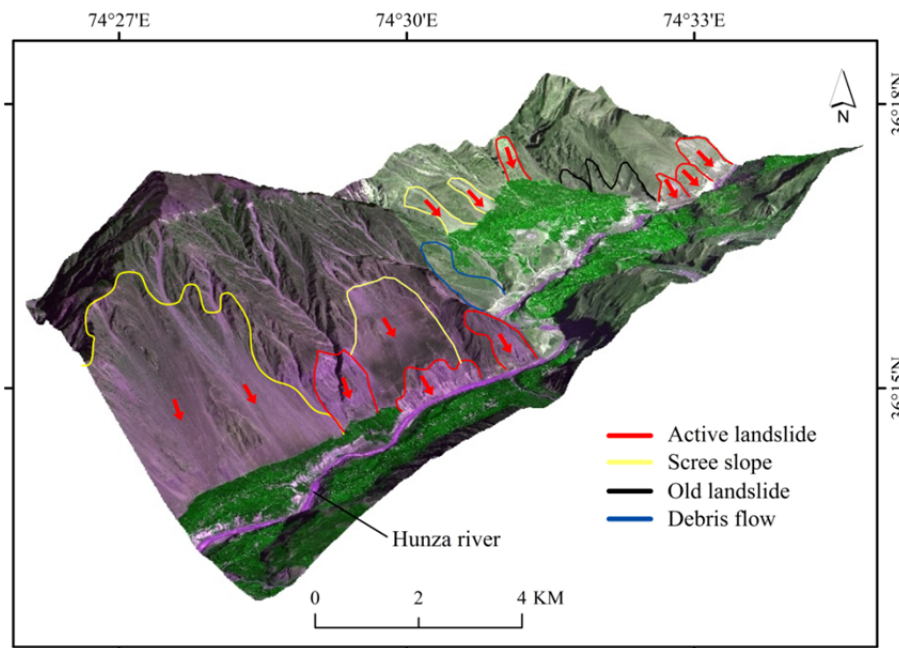 74°27'E
74°30'E
74°33'E
36°18'N
N
36°15'N
Active landslide
Scree slope
Old landslide
Debris flow
Hunza river
0
2
4 KM